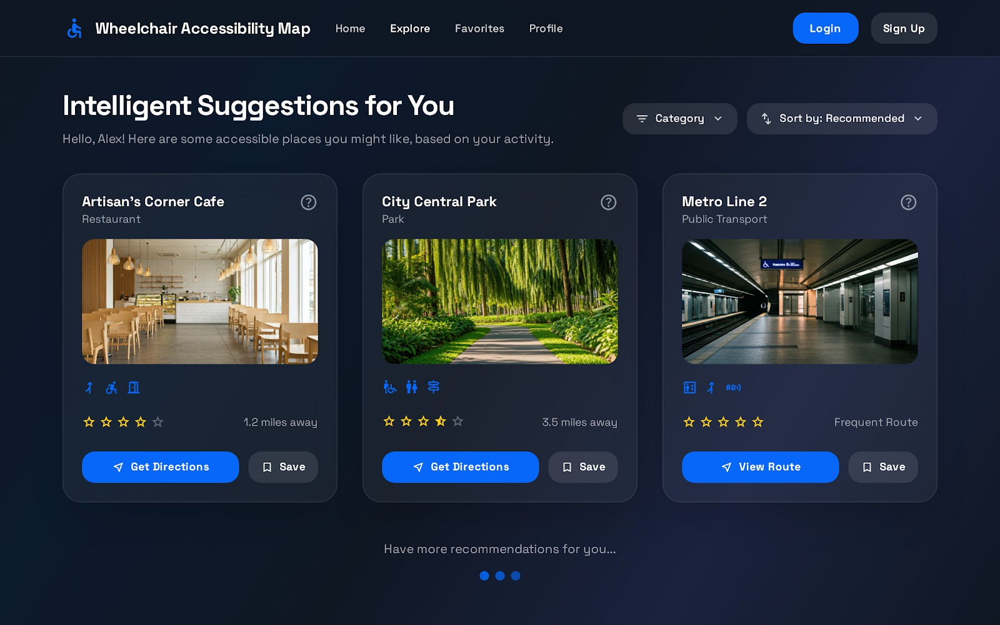 Wheelchair Accessibility Map
Home
Explore
Favorites
Profile
Login
Sign Up
Intelligent Suggestions for You
Hello, Alex! Here are some accessible places you might like, based on your activity.
Category
Sort by: Recommended
Artisan's Corner Cafe
Restaurant
1.2 miles away
Get Directions
Save
City Central Park
Park
3.5 miles away
Get Directions
Save
Metro Line 2
Public Transport
AD
Frequent Route
View Route
Save
Have more recommendations for you...